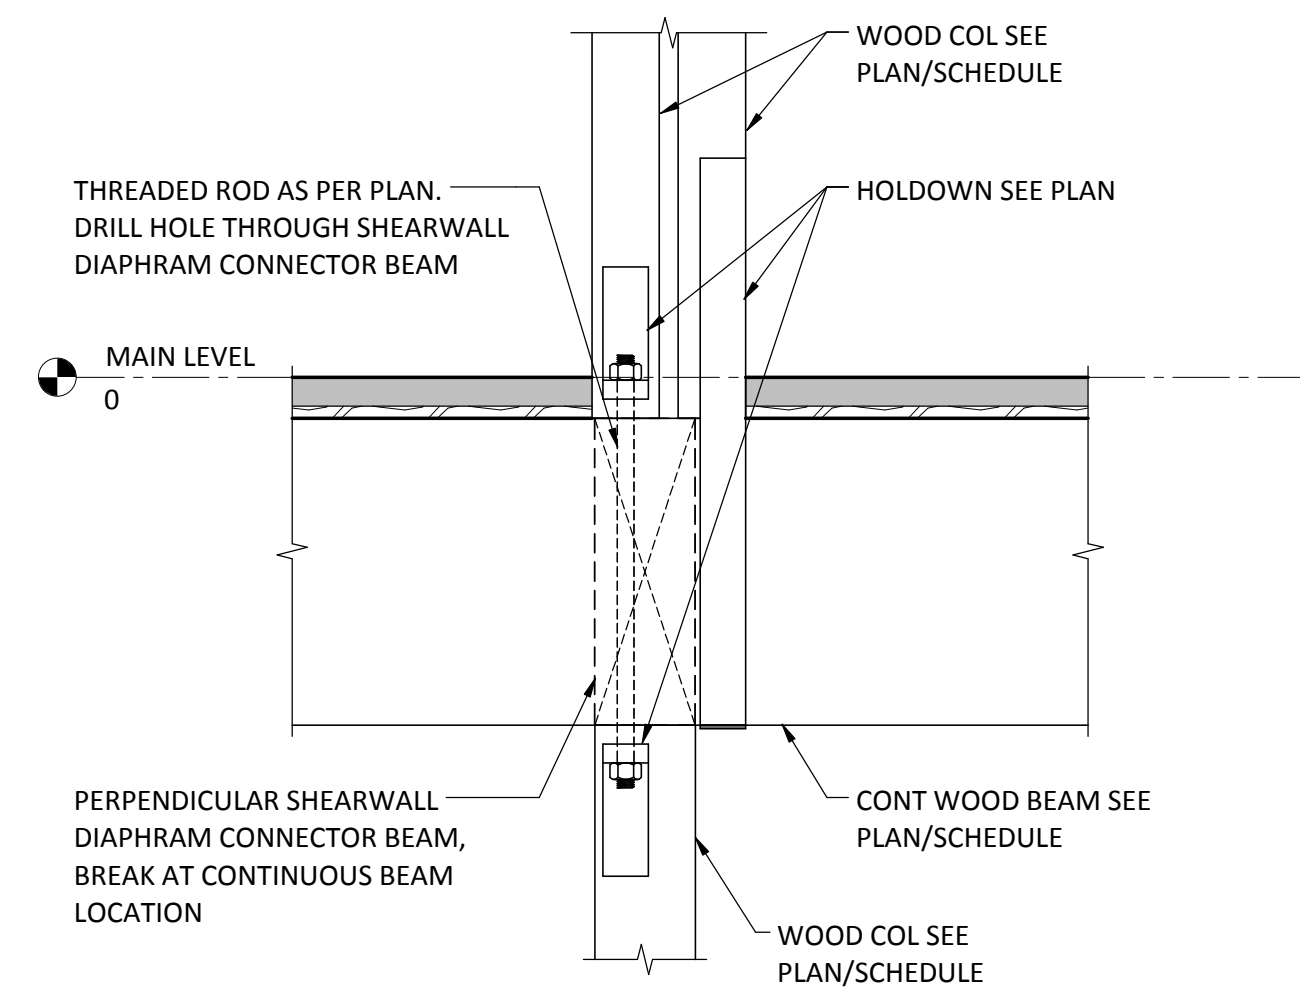 WOOD COL SEE
PLAN/SCHEDULE
THREADED ROD AS PER PLAN.
DRILL HOLE THROUGH SHEARWALL
DIAPHRAM CONNECTOR BEAM
HOLDOWN SEE PLAN
MAIN LEVEL
0
PERPENDICULAR SHEARWALL
DIAPHRAM CONNECTOR BEAM,
BREAK AT CONTINUOUS BEAM
LOCATION
CONT WOOD BEAM SEE
PLAN/SCHEDULE
WOOD COL SEE
PLAN/SCHEDULE